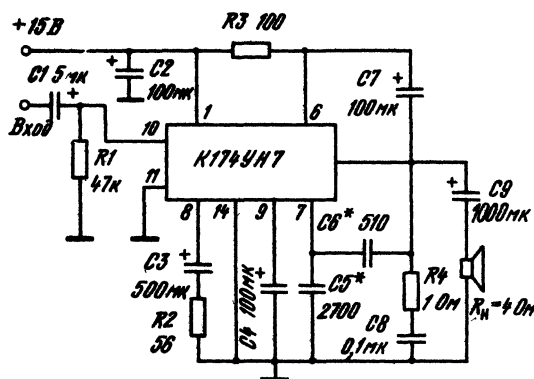 +15В
R3 100
C1 5мк
+
+
C2
100мк
+
C7
100мк
Вход
10
1
6
R1
47к
11
К174УН7
+
C9
1000мк
8
14
9
7
C6* 510
C3
+
500мк
C4
100мк
+
C5*
2700
R4
1 Ом
Rн=4 Ом
R2
56
C8
0,1мк